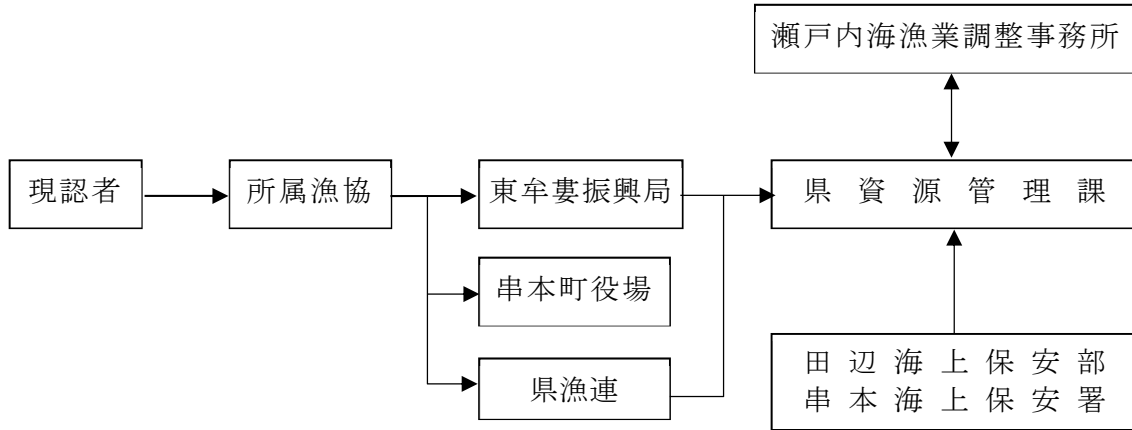 瀬戸内海漁業調整事務所
現認者
所属漁協
東牟婁振興局
県資源管理課
串本町役場
県漁連
田辺海上保安部
串本海上保安署